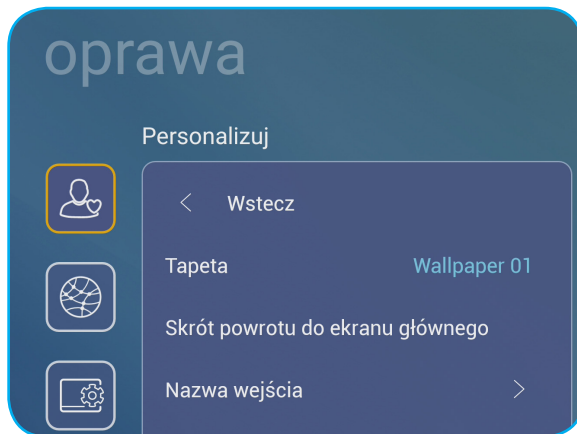 oprawa
Personalizuj
Wstecz
Tapeta Wallpaper 01
Skrót powrotu do ekranu głównego
Nazwa wejścia